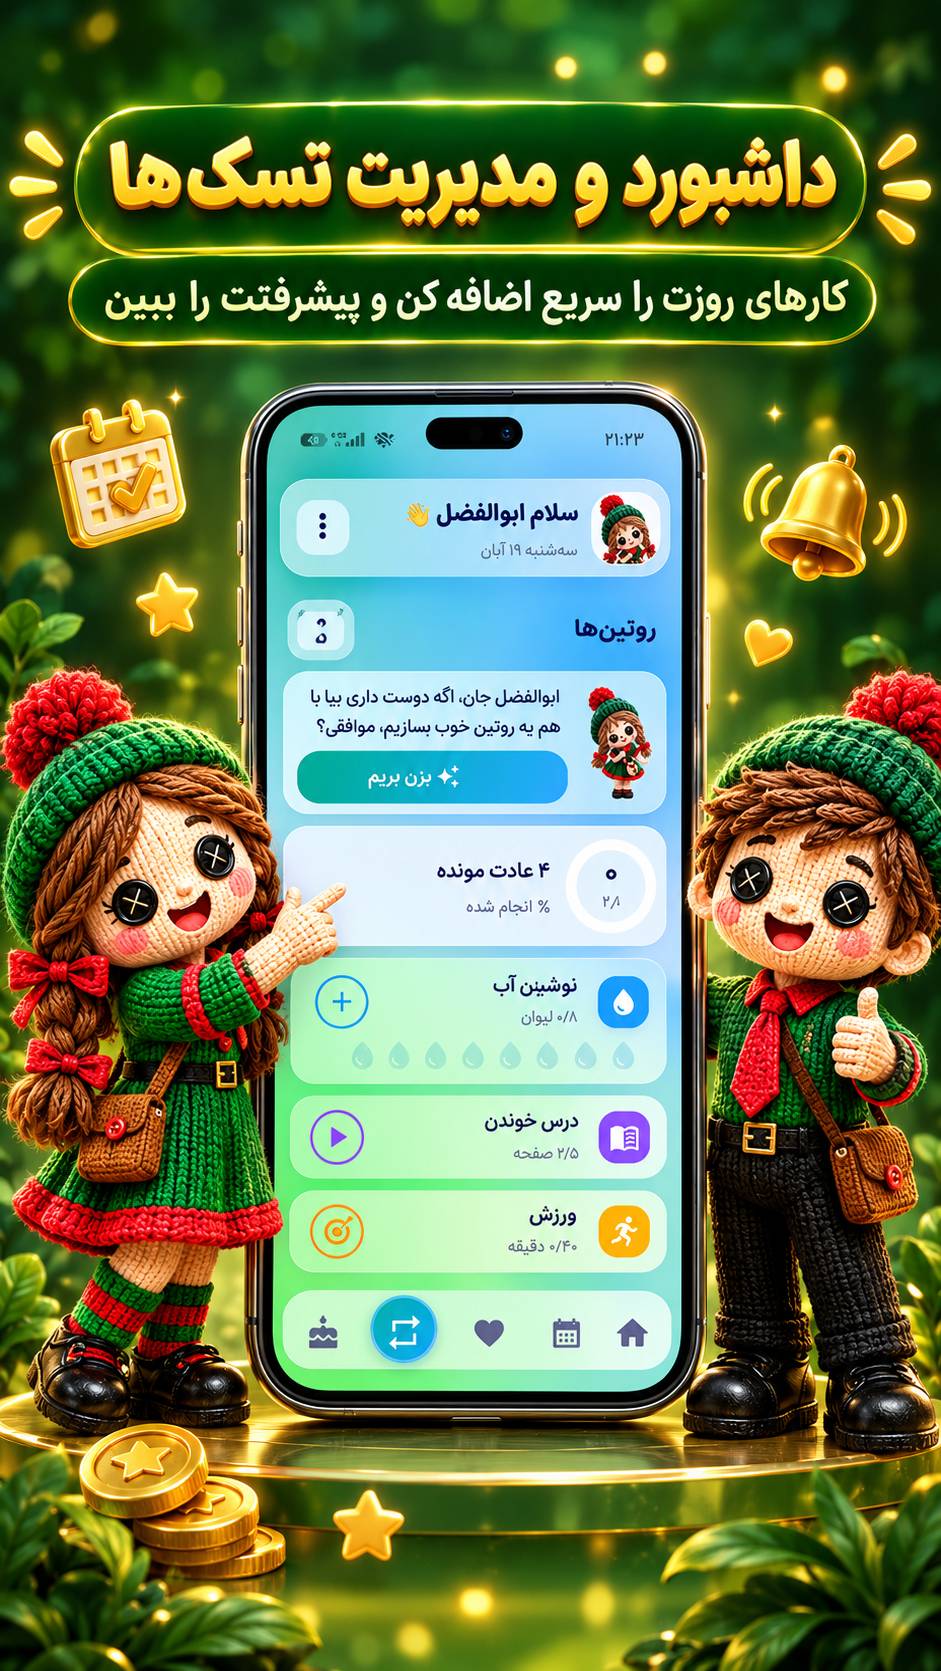 داشبورد و مدیریت تسک‌ها
کارهای روزت را سریع اضافه کن و پیشرفتت را ببین
۲۱:۲۳
سلام ابوالفضل 👋
سه‌شنبه ۱۹ آبان
روتین‌ها
ابوالفضل جان، اگه دوست داری بیا با
هم یه روتین خوب بسازیم، موافقی؟
بزن بریم
۴ عادت مونده
% انجام شده
نوشیدن آب
۰/۸ لیوان
درس خوندن
۲/۵ صفحه
ورزش
۰/۴۰ دقیقه